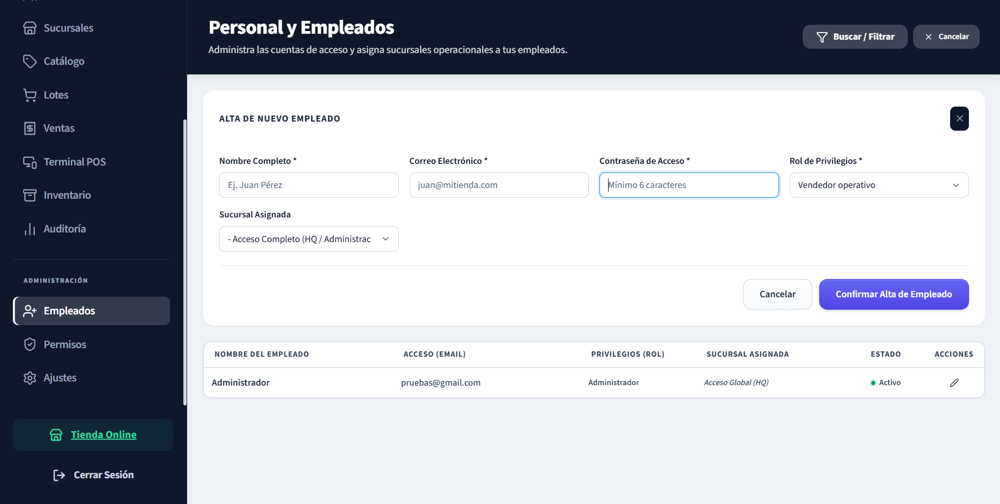 Sucursales
Catálogo
Lotes
Ventas
Terminal POS
Inventario
Auditoría
ADMINISTRACIÓN
Empleados
Permisos
Ajustes
Tienda Online
Cerrar Sesión
Personal y Empleados
Administra las cuentas de acceso y asigna sucursales operacionales a tus empleados.
Buscar / Filtrar
Cancelar
ALTA DE NUEVO EMPLEADO
Nombre Completo *
Ej. Juan Pérez
Correo Electrónico *
juan@mitienda.com
Contraseña de Acceso *
Mínimo 6 caracteres
Rol de Privilegios *
Vendedor operativo
Sucursal Asignada
- Acceso Completo (HQ / Administrac
Cancelar
Confirmar Alta de Empleado
NOMBRE DEL EMPLEADO ACCESO (EMAIL) PRIVILEGIOS (ROL) SUCURSAL ASIGNADA ESTADO ACCIONES
Administrador pruebas@gmail.com Administrador Acceso Global (HQ) Activo